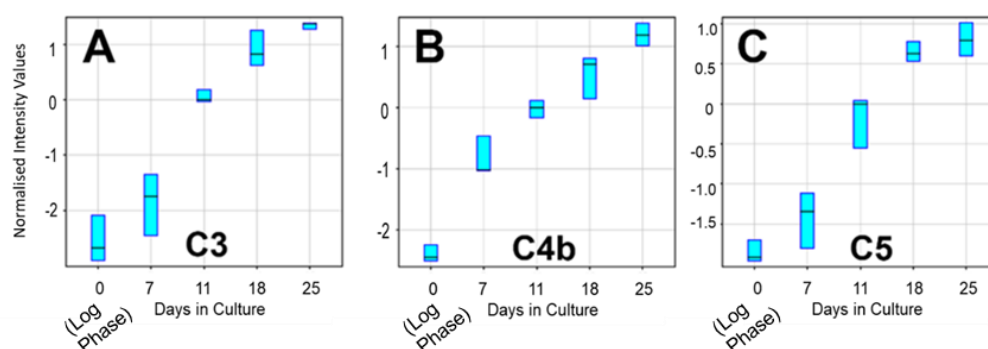 Normalised Intensity Values
A
1
0
-1
-2
C3
0
7
11
18
25
(Log
Phase)
Days in Culture
B
1
0
-1
-2
C4b
0
7
11
18
25
(Log
Phase)
Days in Culture
C
1.0
0.5
0
-0.5
-1.0
-1.5
C5
0
7
11
18
25
(Log
Phase)
Days in Culture